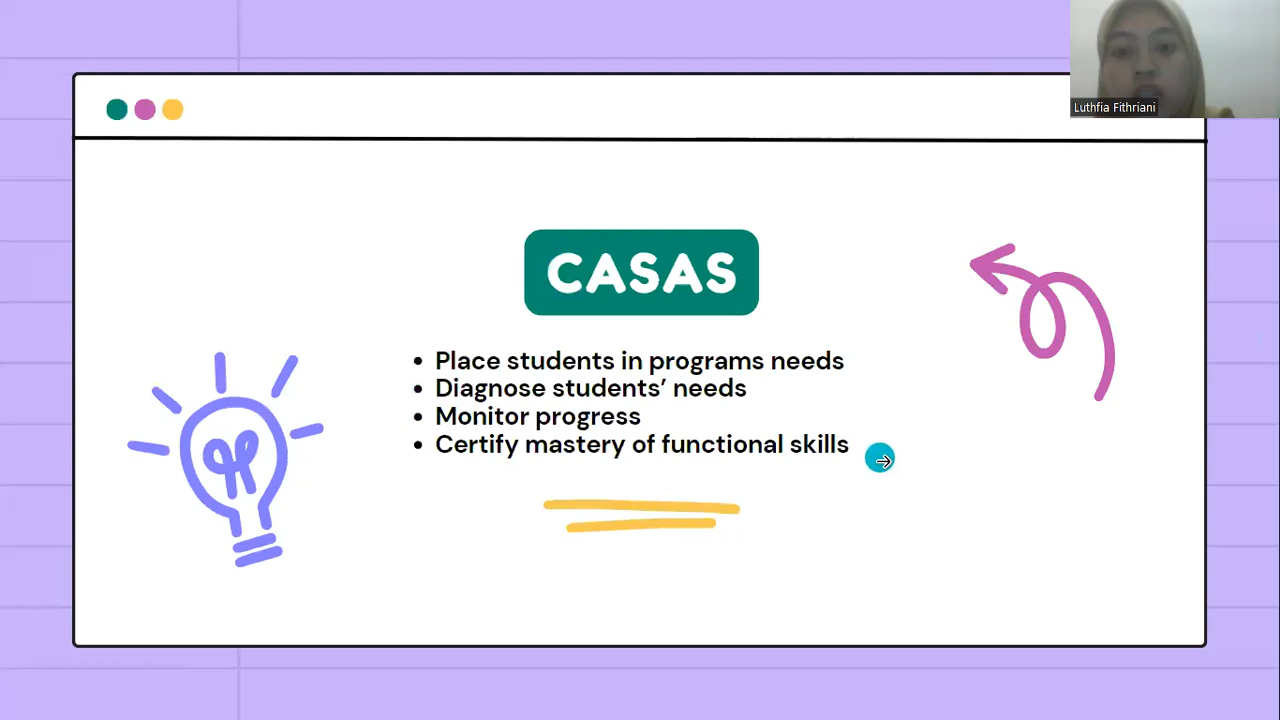 Luthfia Fithriani
CASAS
• Place students in programs needs
• Diagnose students’ needs
• Monitor progress
• Certify mastery of functional skills